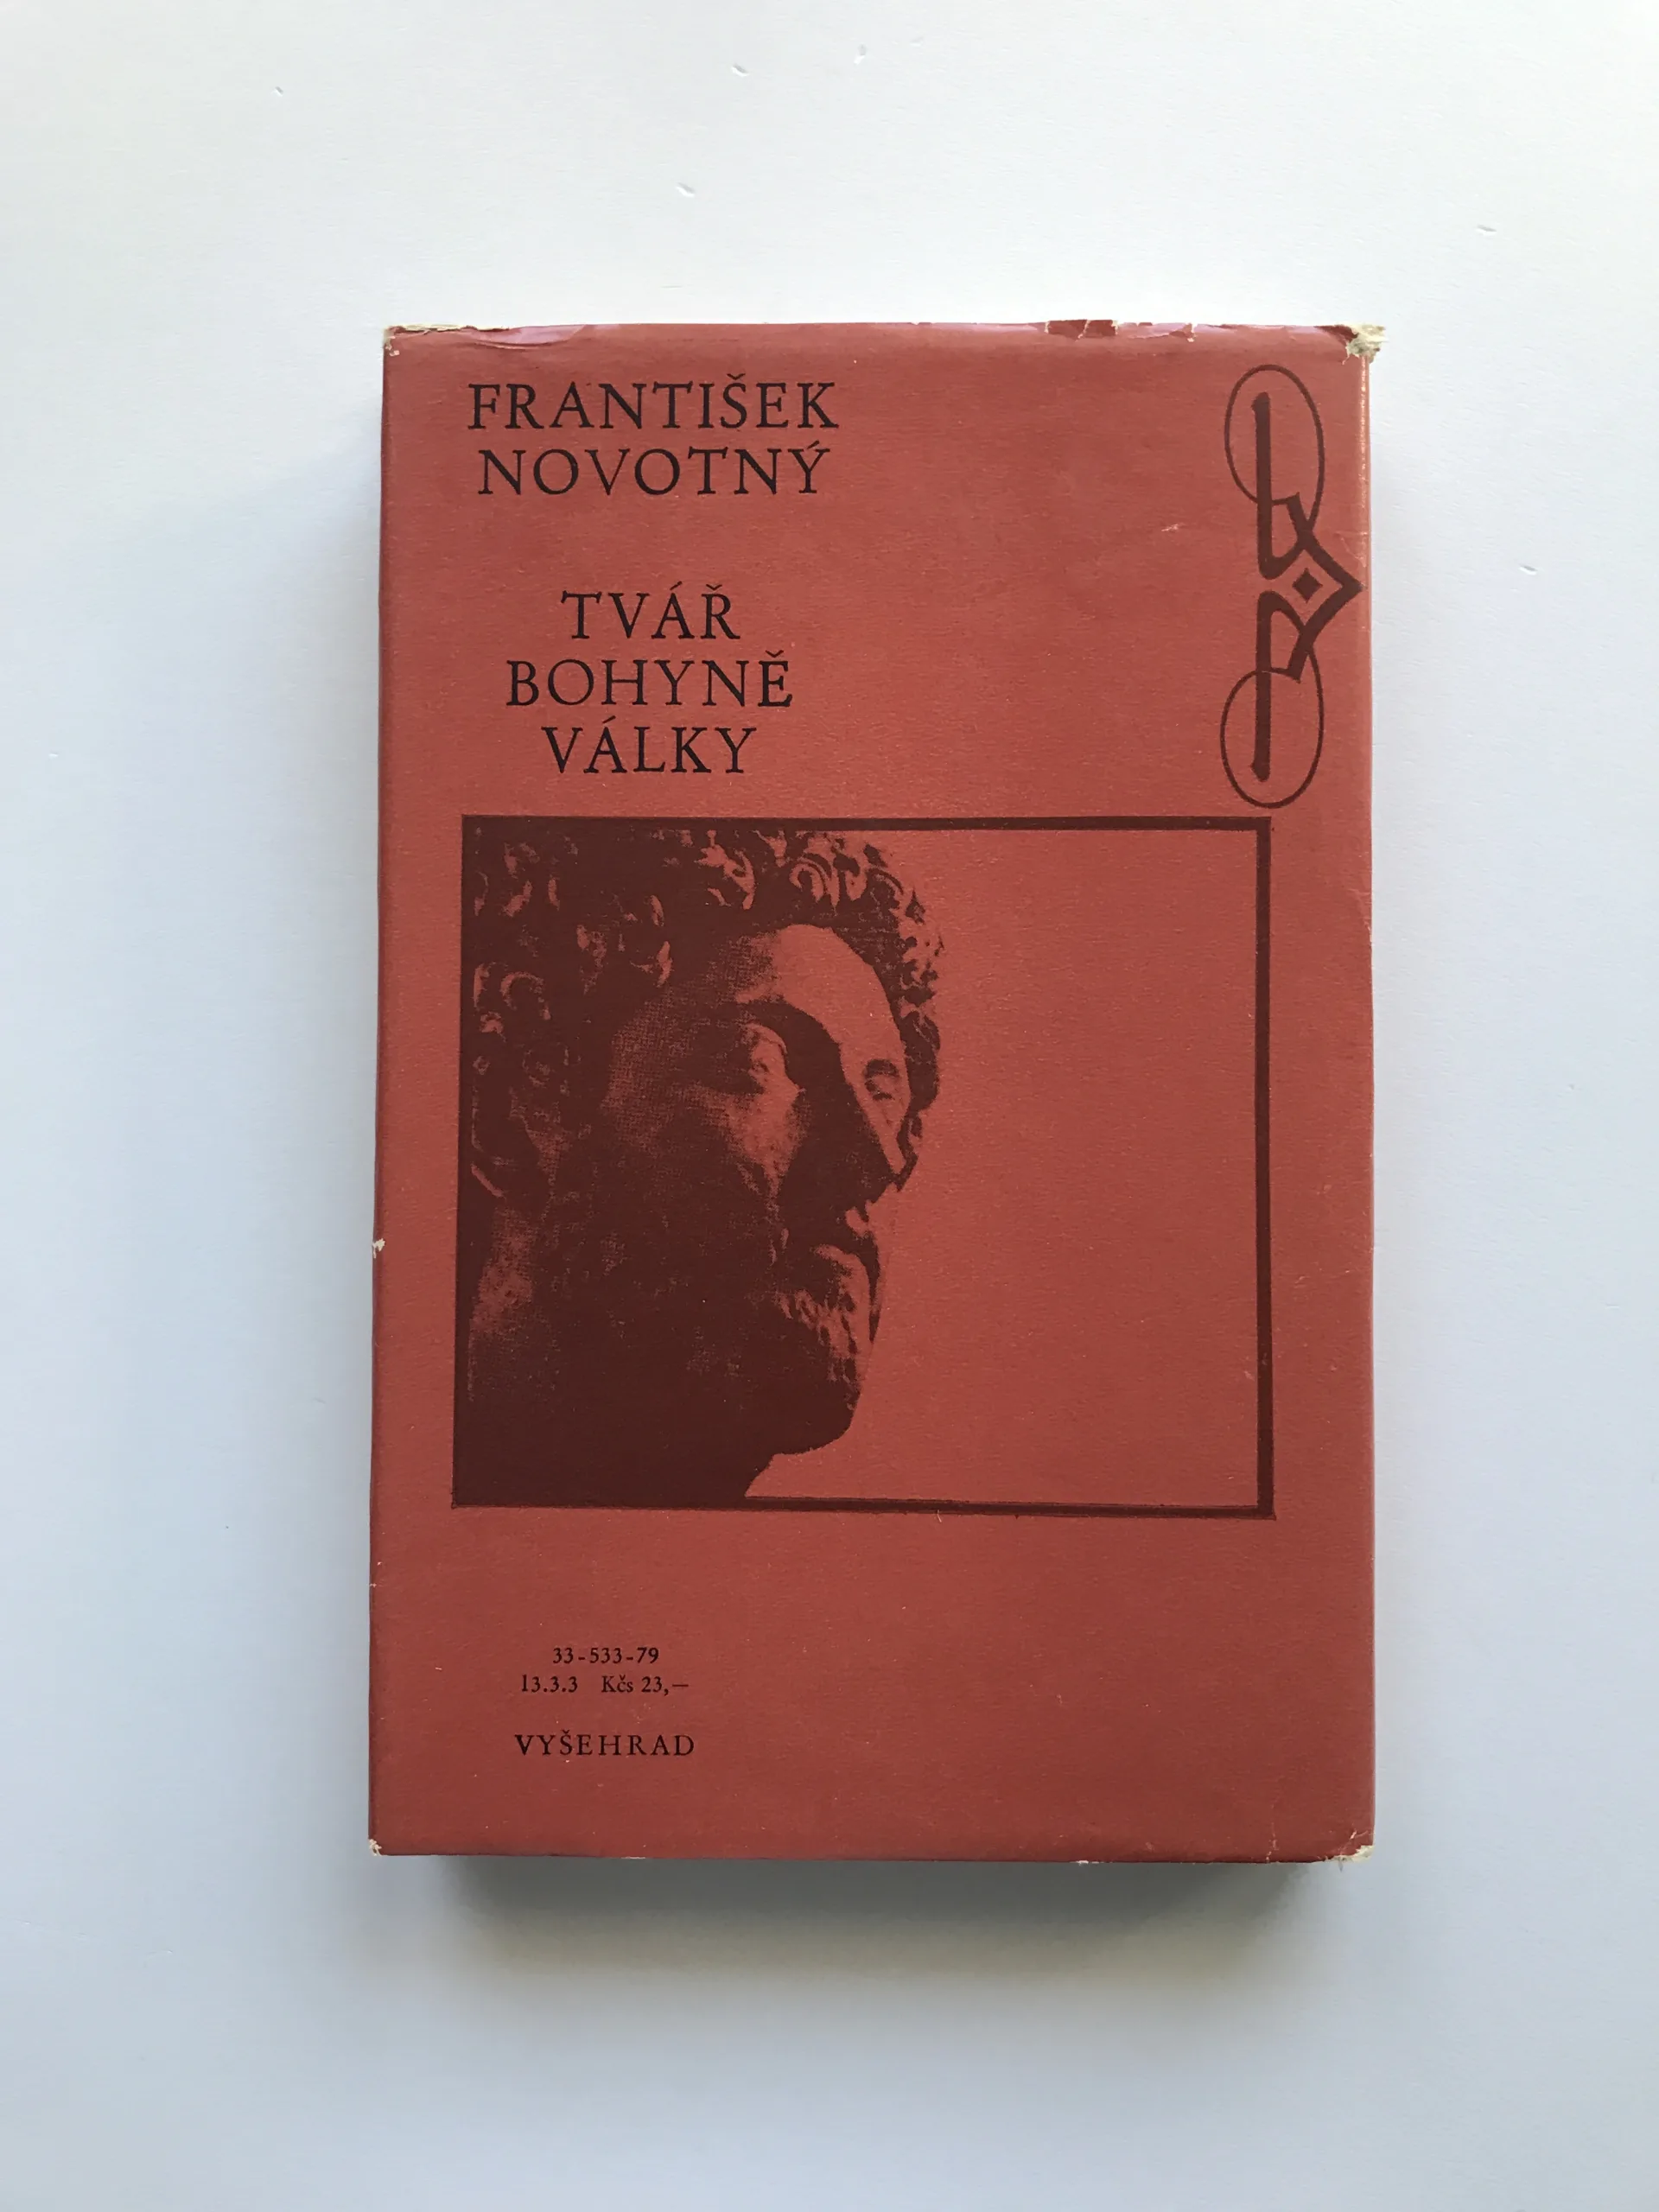 FRANTIŠEK
NOVOTNÝ
TVÁŘ
BOHYNĚ
VÁLKY
33-533-79
13.3.3 Kčs 23,—
VYŠEHRAD